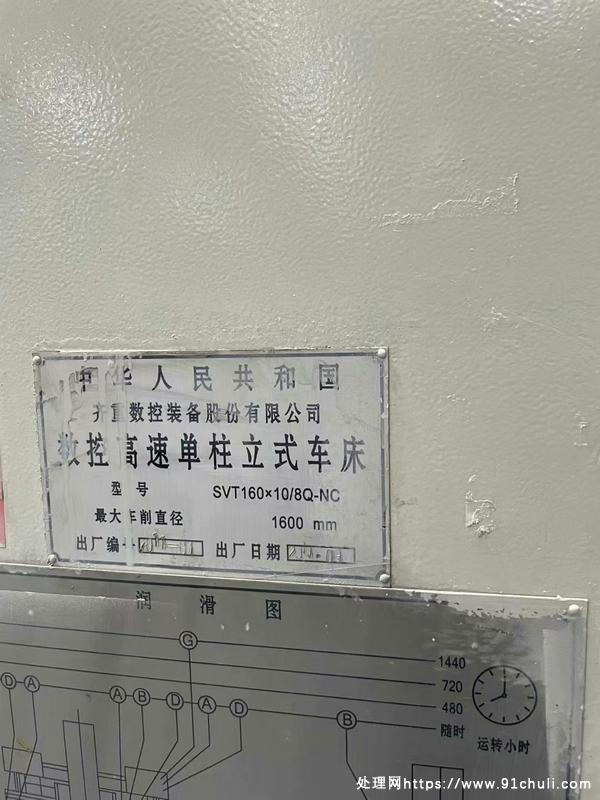 中华人民共和国
齐重数控装备股份有限公司
数控高速单柱立式车床
型号 SVT160×10/8Q-NC
最大车削直径 1600 mm
出厂编号 出厂日期
润滑图
G
1440
720
480
随时
D A A B D A D B
运转小时
处理网https://www.91chuli.com